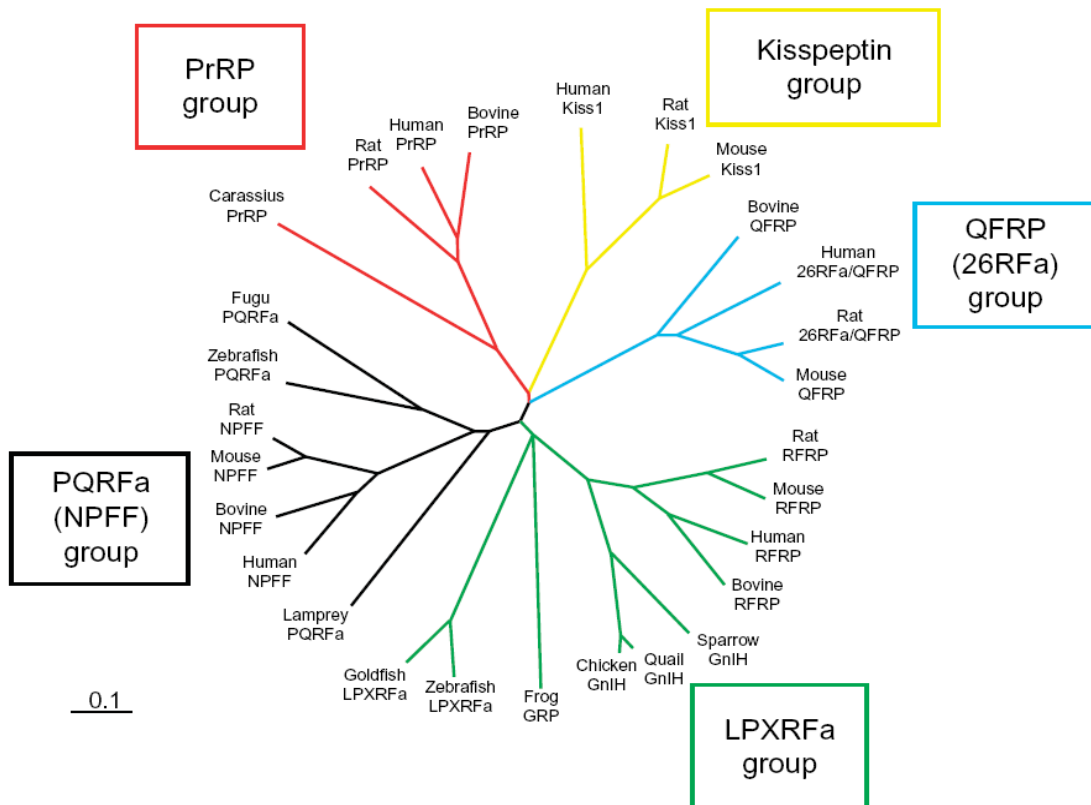 PrRP
group
Kisspeptin
group
Human
Kiss1
Rat
Kiss1
Mouse
Kiss1
Bovine
PrRP
Human
PrRP
Rat
PrRP
Carassius
PrRP
Bovine
QFRP
Human
26RFa/QFRP
Rat
26RFa/QFRP
Mouse
QFRP
QFRP
(26RFa)
group
Fugu
PQRFa
Zebrafish
PQRFa
Rat
NPFF
Mouse
NPFF
Bovine
NPFF
Human
NPFF
Lamprey
PQRFa
PQRFa
(NPFF)
group
Rat
RFRP
Mouse
RFRP
Human
RFRP
Bovine
RFRP
Sparrow
GnIH
Quail
GnIH
Chicken
GnIH
Frog
GRP
Zebrafish
LPXRFa
Goldfish
LPXRFa
0.1
LPXRFa
group